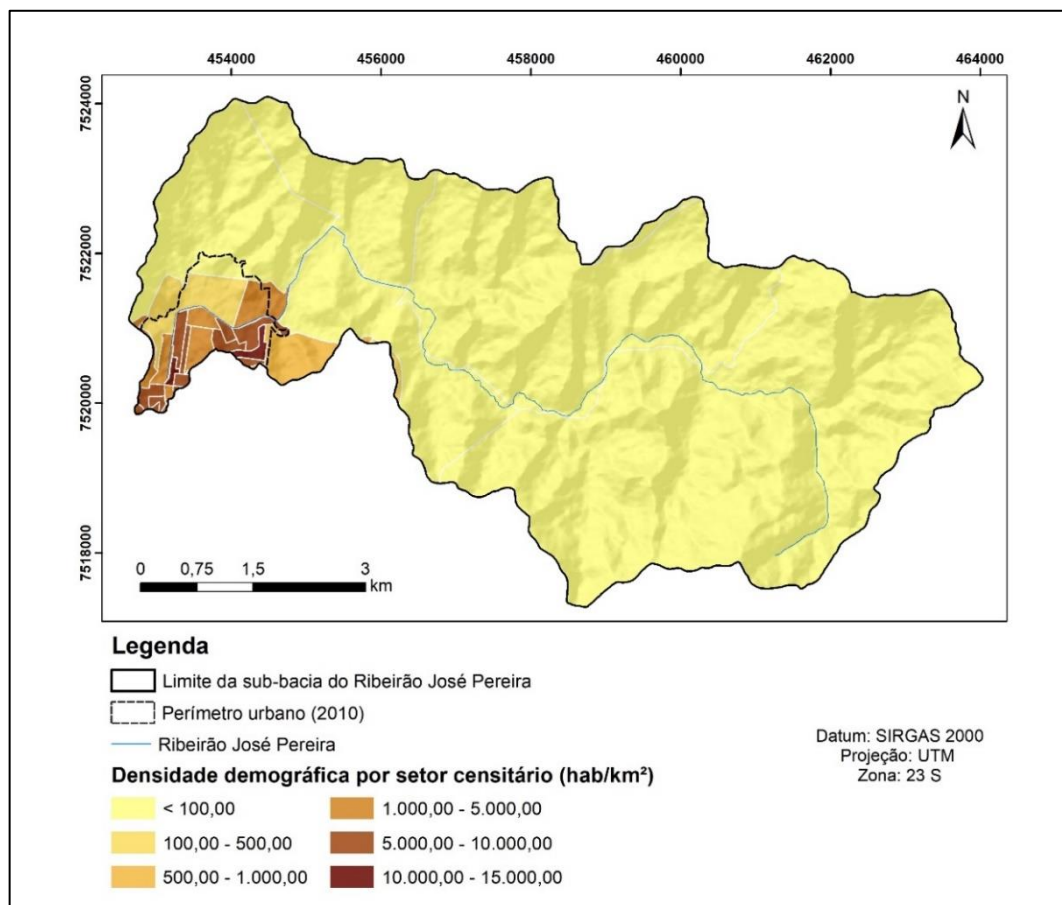 454000 456000 458000 460000 462000 464000
7524000
7522000
7520000
7518000
N
0 0,75 1,5 3
km
Legenda
Limite da sub-bacia do Ribeirão José Pereira
Perímetro urbano (2010)
Ribeirão José Pereira
Datum: SIRGAS 2000
Projeção: UTM
Zona: 23 S
Densidade demográfica por setor censitário (hab/km²)
< 100,00 1.000,00 - 5.000,00
100,00 - 500,00 5.000,00 - 10.000,00
500,00 - 1.000,00 10.000,00 - 15.000,00